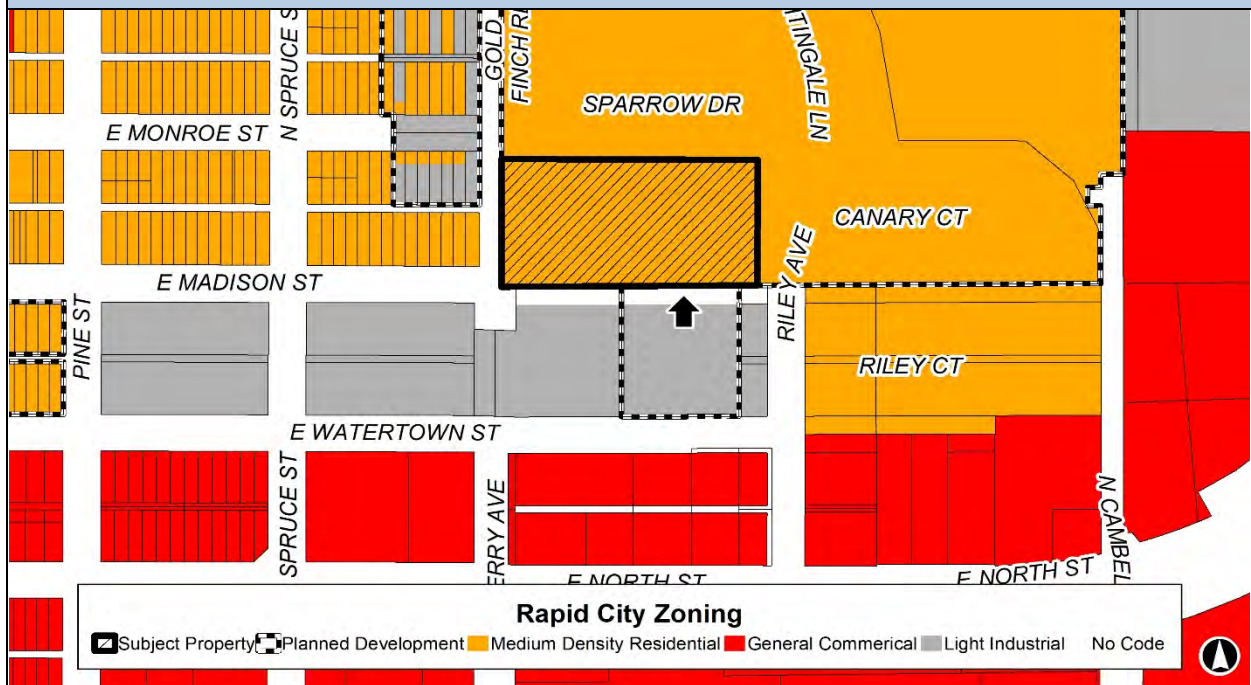 N SPRUCE S
GOLD
FINCH RD
NTINGALE LN
SPARROW DR
E MONROE ST
CANARY CT
E MADISON ST
RILEY AVE
PINE ST
RILEY CT
E WATERTOWN ST
SPRUCE ST
ERRY AVE
N CAMBEL
E NORTH ST
E NORTH ST
Rapid City Zoning
Subject Property Planned Development Medium Density Residential General Commerical Light Industrial No Code